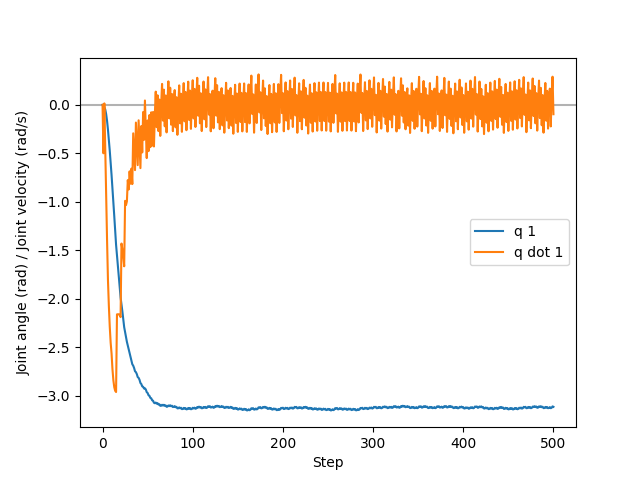 0.0
−0.5
−1.0
−1.5
−2.0
−2.5
−3.0
Joint angle (rad) / Joint velocity (rad/s)
q 1
q dot 1
0 100 200 300 400 500
Step